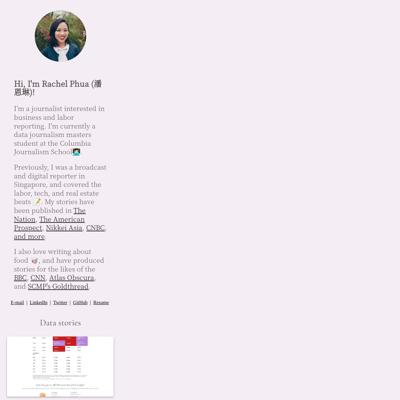 Hi, I'm Rachel Phua (潘
恩琳)!
I'm a journalist interested in
business and labor
reporting. I'm currently a
data journalism masters
student at the Columbia
Journalism School
Previously, I was a broadcast
and digital reporter in
Singapore, and covered the
labor, tech, and real estate
beats 📝. My stories have
been published in The
Nation, The American
Prospect, Nikkei Asia, CNBC,
and more.
I also love writing about
food 🥡, and have produced
stories for the likes of the
BBC, CNN, Atlas Obscura,
and SCMP's Goldthread.
E-mail | LinkedIn | Twitter | GitHub | Resume
Data stories